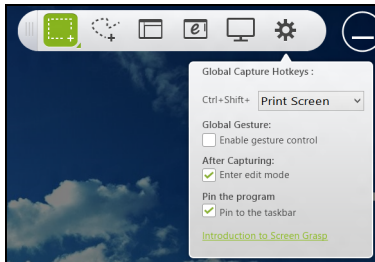 Global Capture Hotkeys :
Ctrl+Shift+ Print Screen
Global Gesture:
Enable gesture control
After Capturing:
Enter edit mode
Pin the program
Pin to the taskbar
Introduction to Screen Grasp